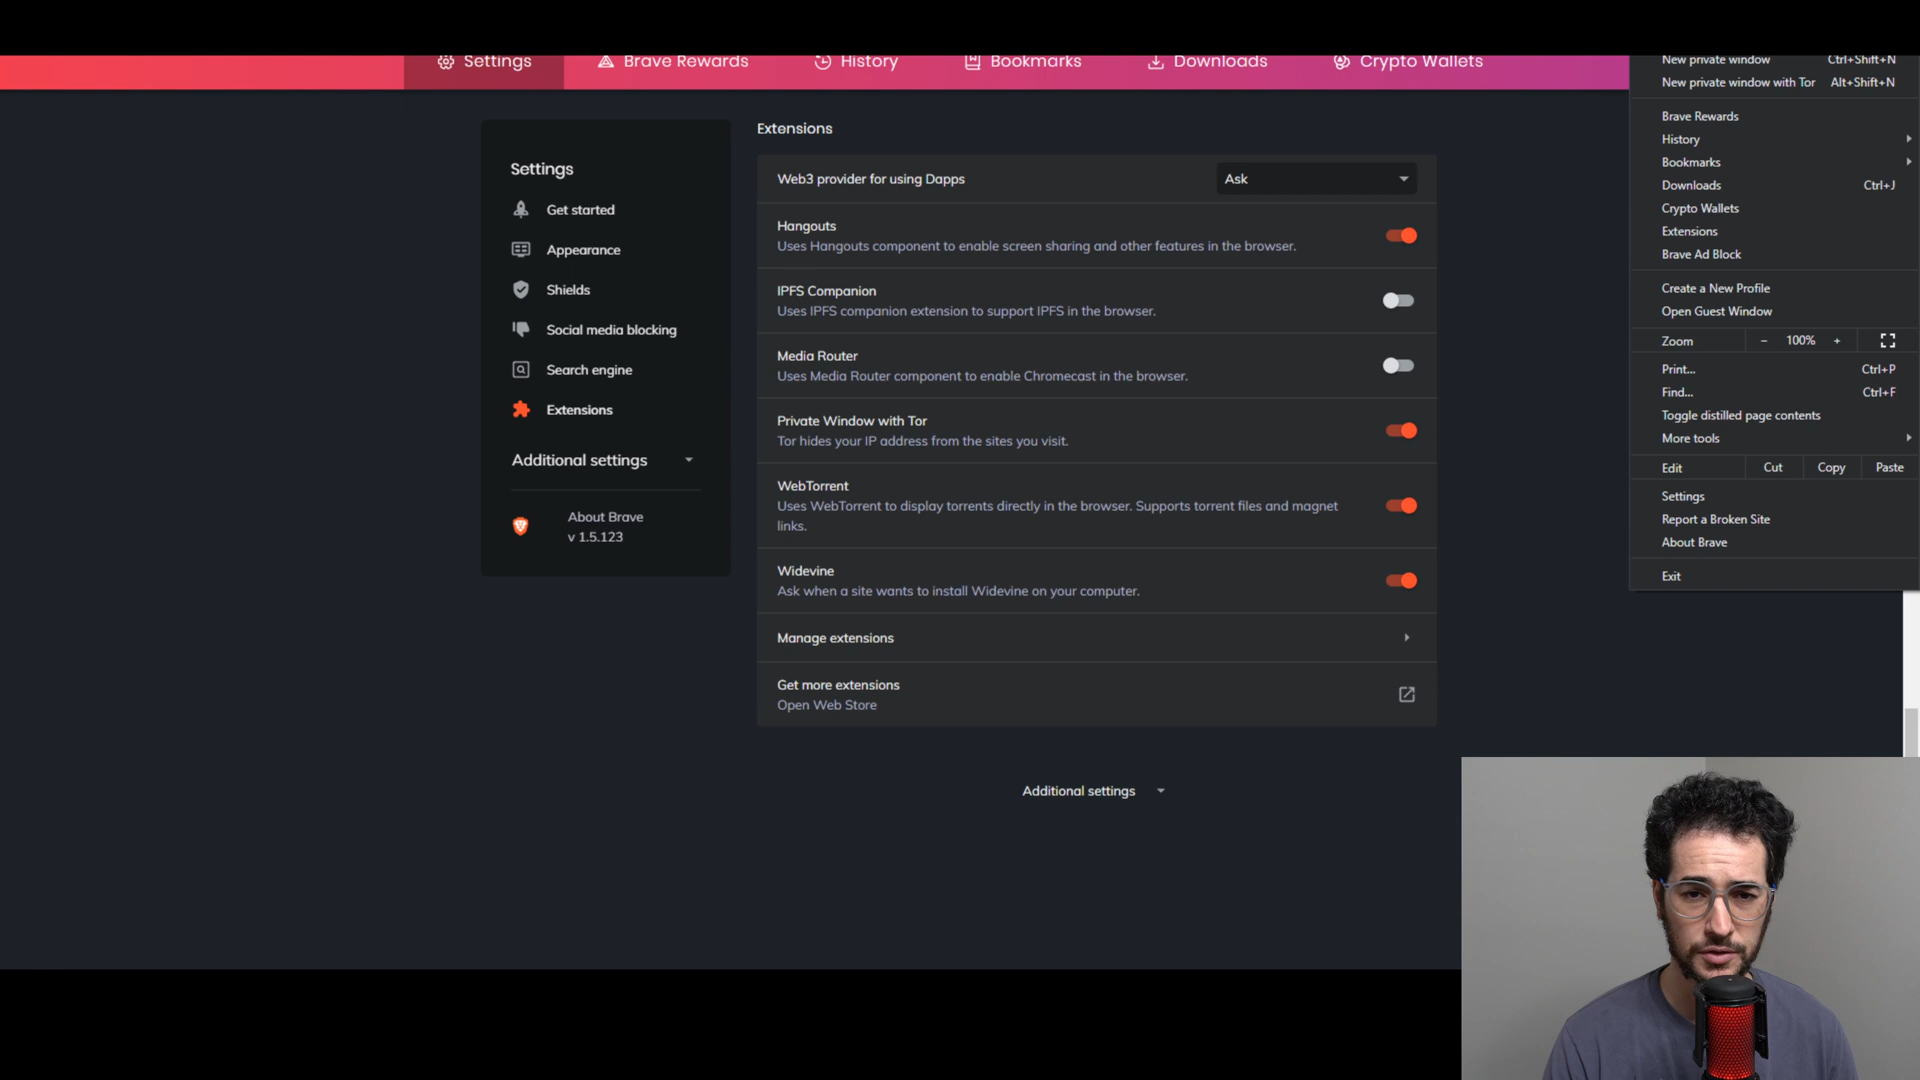 Settings
Brave Rewards
History
Bookmarks
Downloads
Crypto Wallets
Settings
Get started
Appearance
Shields
Social media blocking
Search engine
Extensions
Additional settings
About Brave
v 1.5.123
Extensions
Web3 provider for using Dapps
Ask
Hangouts
Uses Hangouts component to enable screen sharing and other features in the browser.
IPFS Companion
Uses IPFS companion extension to support IPFS in the browser.
Media Router
Uses Media Router component to enable Chromecast in the browser.
Private Window with Tor
Tor hides your IP address from the sites you visit.
WebTorrent
Uses WebTorrent to display torrents directly in the browser. Supports torrent files and magnet
links.
Widevine
Ask when a site wants to install Widevine on your computer.
Manage extensions
Get more extensions
Open Web Store
Additional settings
New private window Ctrl+Shift+N
New private window with Tor Alt+Shift+N
Brave Rewards
History
Bookmarks
Downloads Ctrl+J
Crypto Wallets
Extensions
Brave Ad Block
Create a New Profile
Open Guest Window
Zoom − 100% +
Print... Ctrl+P
Find... Ctrl+F
Toggle distilled page contents
More tools
Edit Cut Copy Paste
Settings
Report a Broken Site
About Brave
Exit